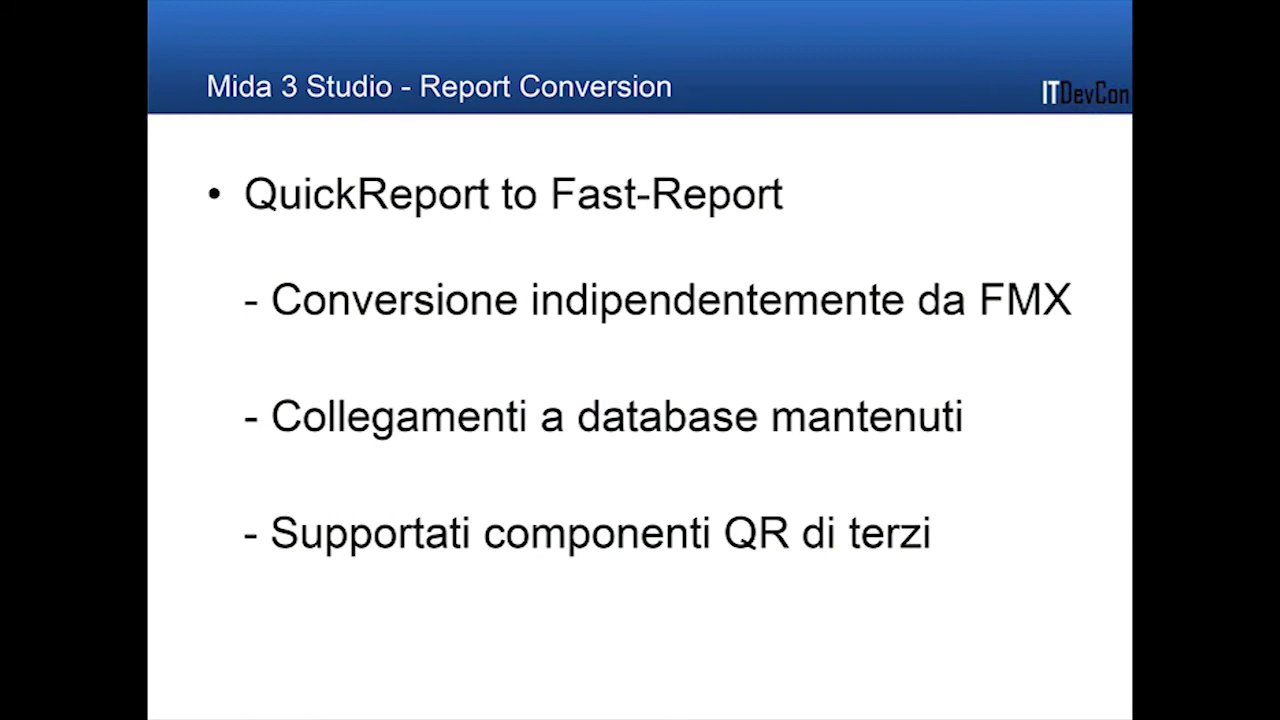 Mida 3 Studio - Report Conversion
ITDevCon
• QuickReport to Fast-Report
- Conversione indipendentemente da FMX
- Collegamenti a database mantenuti
- Supportati componenti QR di terzi